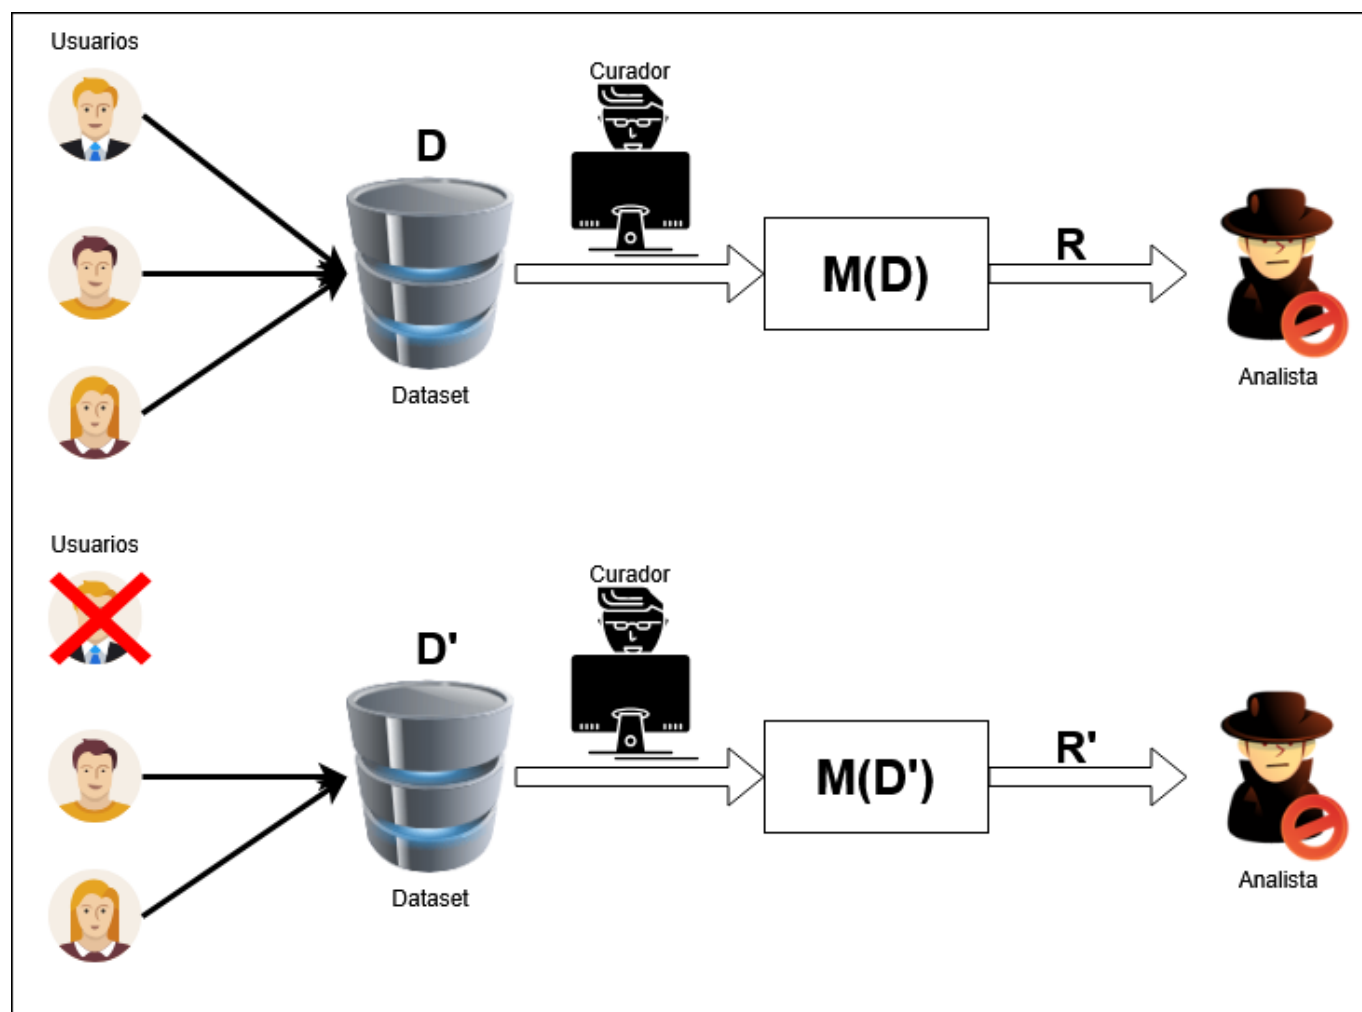 Usuarios
Curador
D
M(D)
R
Dataset
Analista
Usuarios
Curador
D'
M(D')
R'
Dataset
Analista